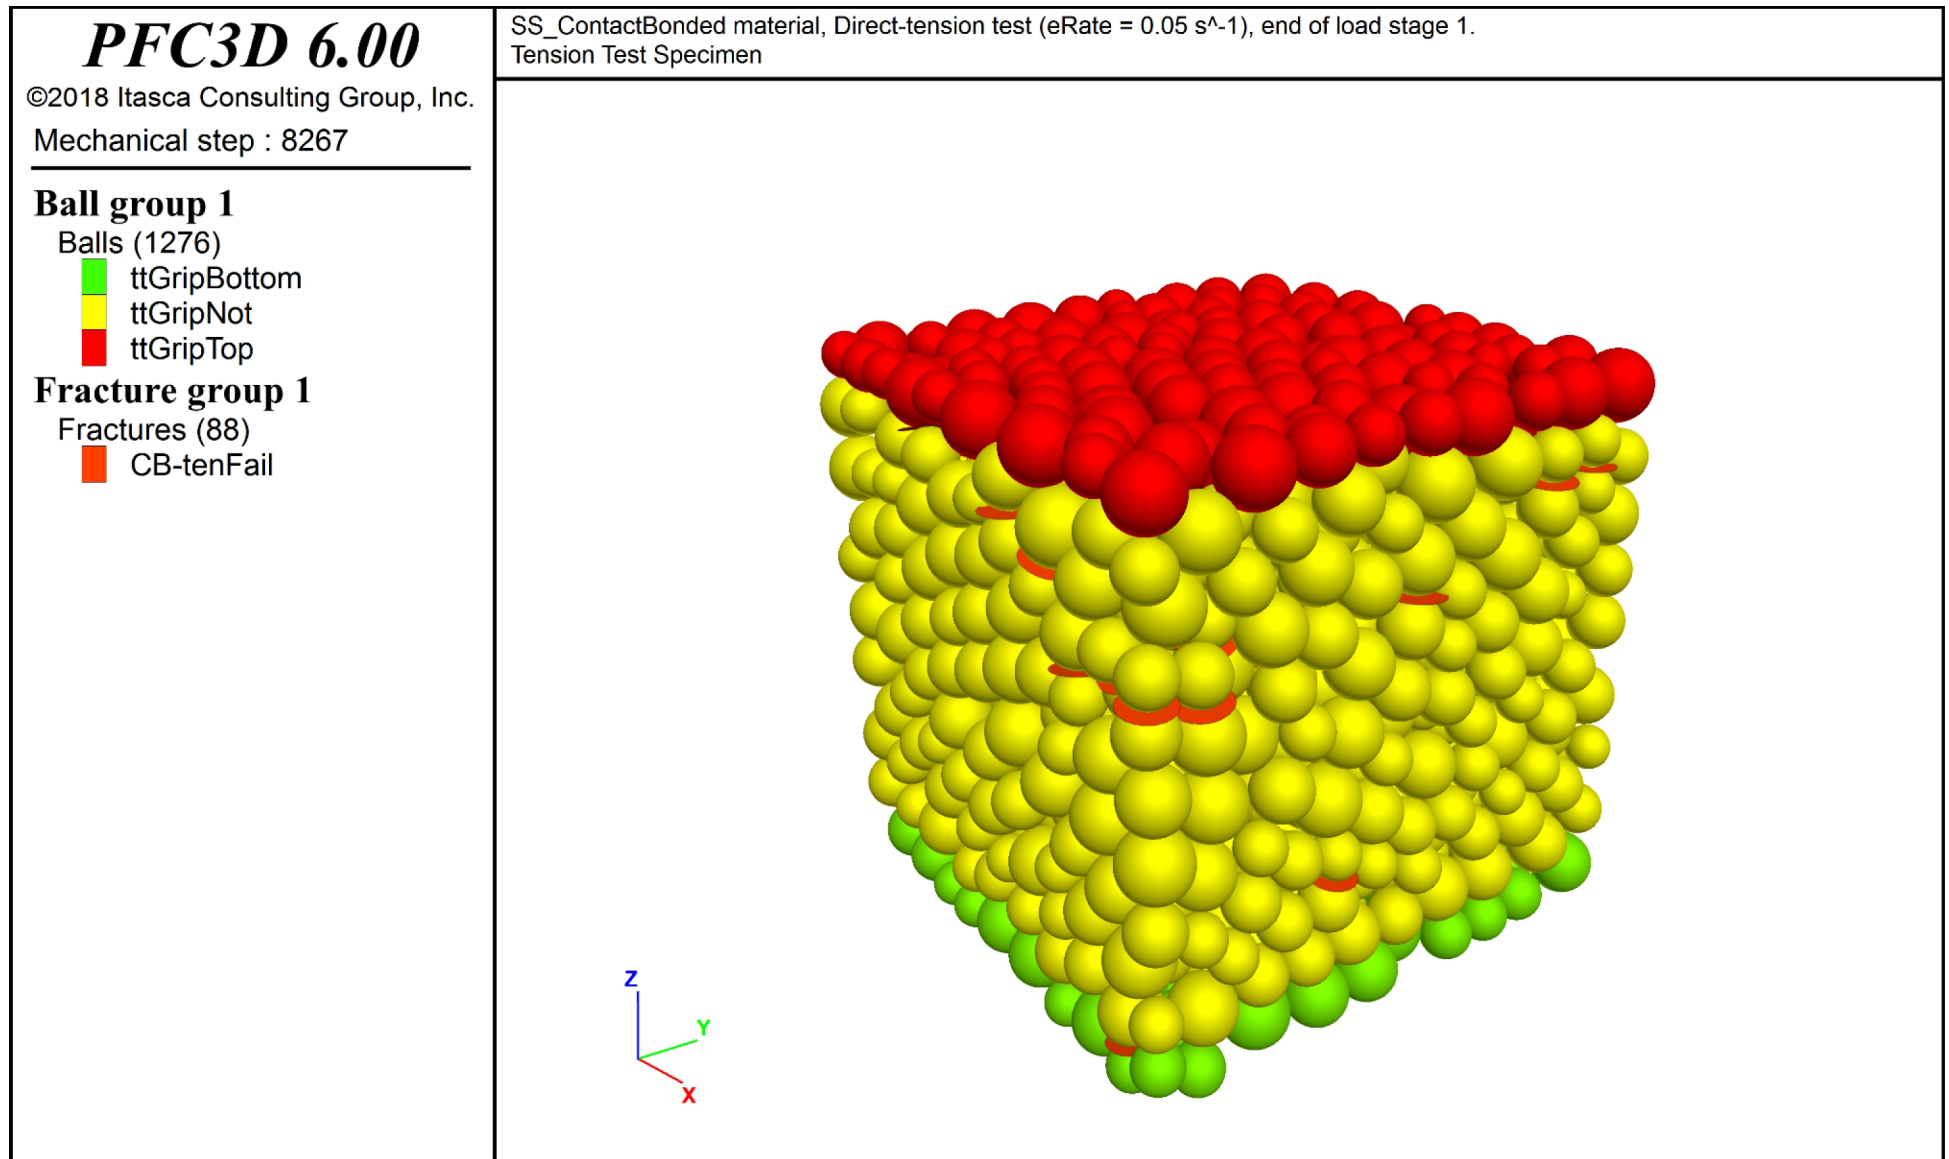 PFC3D 6.00
©2018 Itasca Consulting Group, Inc.
Mechanical step : 8267
Ball group 1
Balls (1276)
ttGripBottom
ttGripNot
ttGripTop
Fracture group 1
Fractures (88)
CB-tenFail
SS_ContactBonded material, Direct-tension test (eRate = 0.05 s^-1), end of load stage 1.
Tension Test Specimen
Z
Y
X